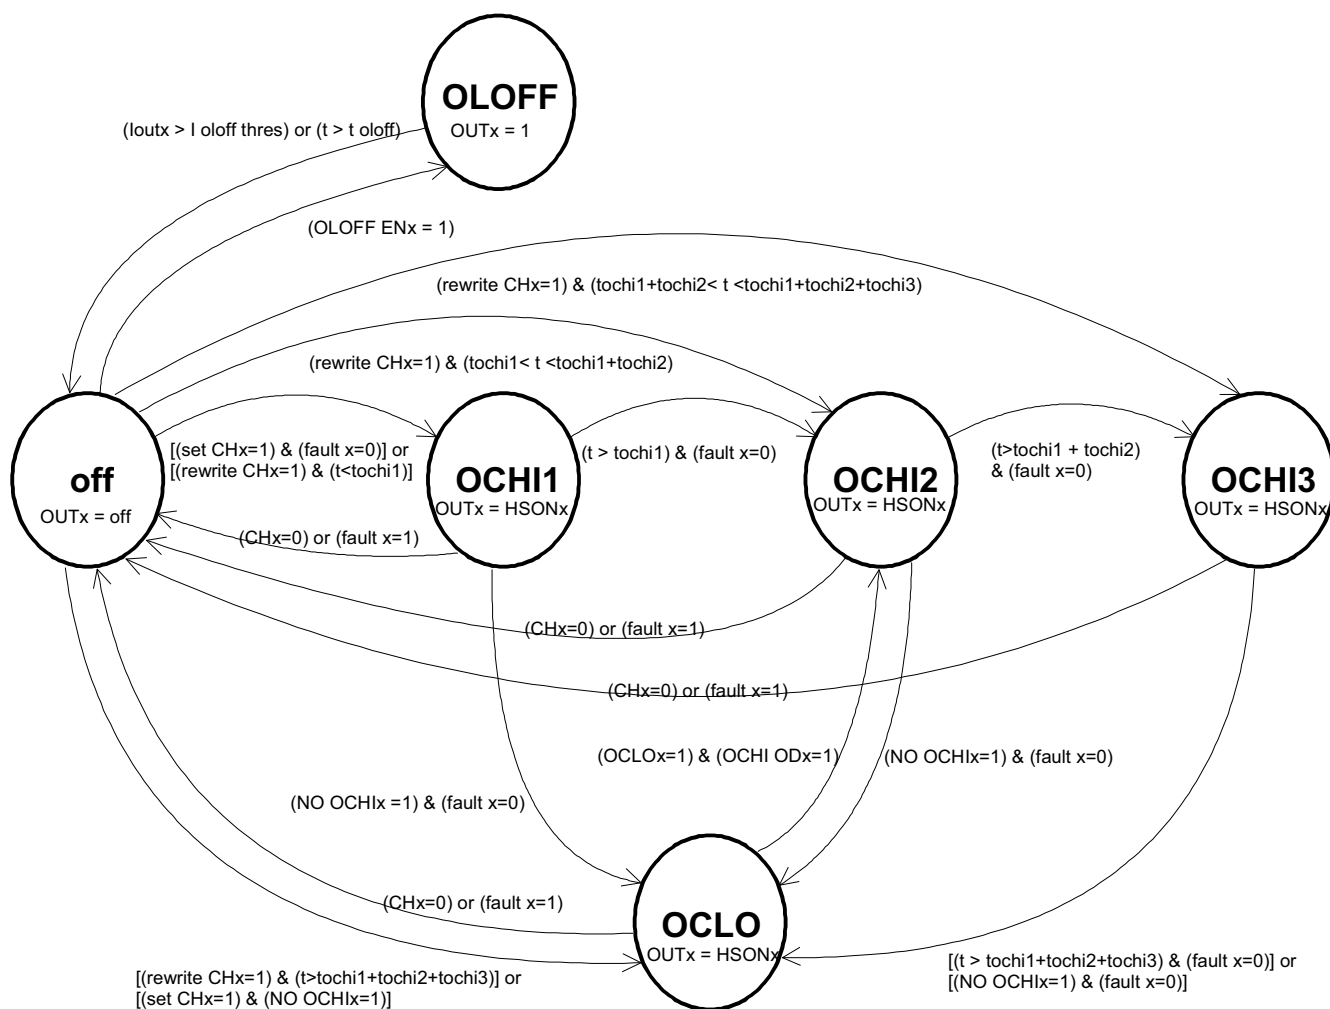 OLOFF
OUTx = 1
(Ioutx > I oloff thres) or (t > t oloff)
(OLOFF ENx = 1)
(rewrite CHx=1) & (tochi1+tochi2< t <tochi1+tochi2+tochi3)
(rewrite CHx=1) & (tochi1< t <tochi1+tochi2)
off
OUTx = off
[(set CHx=1) & (fault x=0)] or
[(rewrite CHx=1) & (t<tochi1)]
OCHI1
OUTx = HSONx
(t > tochi1) & (fault x=0)
OCHI2
OUTx = HSONx
(t>tochi1 + tochi2)
& (fault x=0)
OCHI3
OUTx = HSONx
(CHx=0) or (fault x=1)
(CHx=0) or (fault x=1)
(CHx=0) or (fault x=1)
(OCLOx=1) & (OCHI ODx=1)
(NO OCHIx=1) & (fault x=0)
(NO OCHIx =1) & (fault x=0)
(CHx=0) or (fault x=1)
OCLO
OUTx = HSONx
[(rewrite CHx=1) & (t>tochi1+tochi2+tochi3)] or
[(set CHx=1) & (NO OCHIx=1)]
[(t > tochi1+tochi2+tochi3) & (fault x=0)] or
[(NO OCHIx=1) & (fault x=0)]